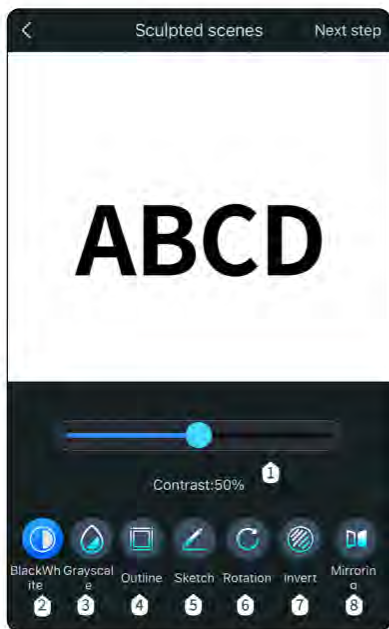 Sculpted scenes Next step
ABCD
1
Contrast:50%
BlackWh
ite
Grayscal
e
Outline
Sketch
Rotation
Invert
Mirrorin
g
2 3 4 5 6 7 8